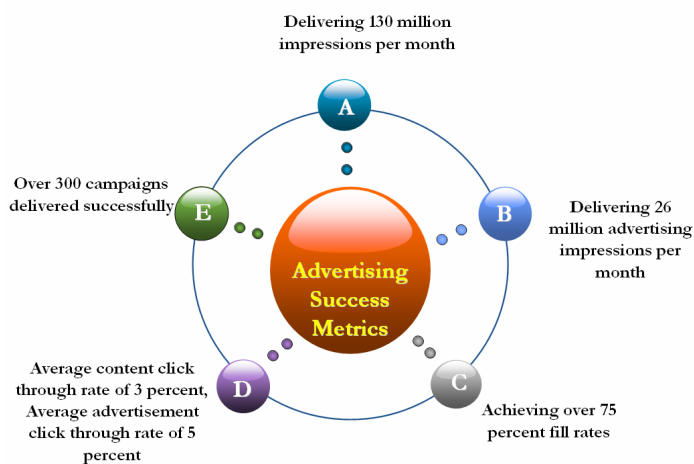 Delivering 130 million
impressions per month
A
Over 300 campaigns
delivered successfully
E
B
Delivering 26
million advertising
impressions per
month
Advertising
Success
Metrics
Average content click
through rate of 3 percent,
Average advertisement
click through rate of 5
percent
D
C
Achieving over 75
percent fill rates